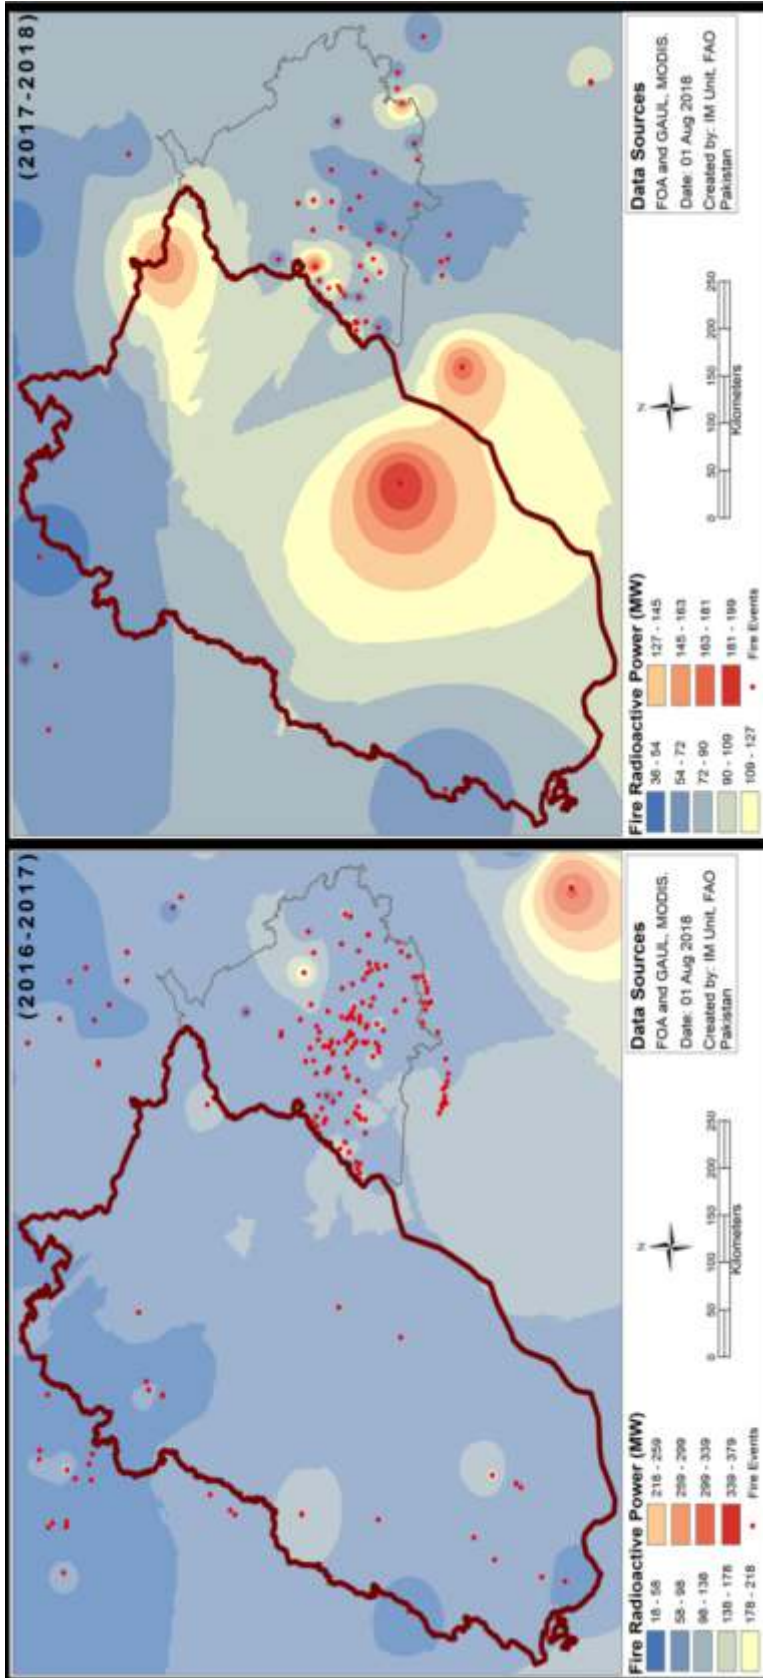 (2016-2017)
Fire Radioactive Power (MW)
18 - 58
58 - 98
98 - 138
138 - 178
178 - 218
218 - 259
259 - 299
299 - 339
339 - 379
Fire Events
N
0 50 100 150 200 250
Kilometers
Data Sources
FOA and GAUL, MODIS.
Date: 01 Aug 2018
Created by: IM Unit, FAO
Pakistan
(2017-2018)
Fire Radioactive Power (MW)
36 - 54
54 - 72
72 - 90
90 - 109
109 - 127
127 - 145
145 - 163
163 - 181
181 - 199
Fire Events
N
0 50 100 150 200 250
Kilometers
Data Sources
FOA and GAUL, MODIS.
Date: 01 Aug 2018
Created by: IM Unit, FAO
Pakistan